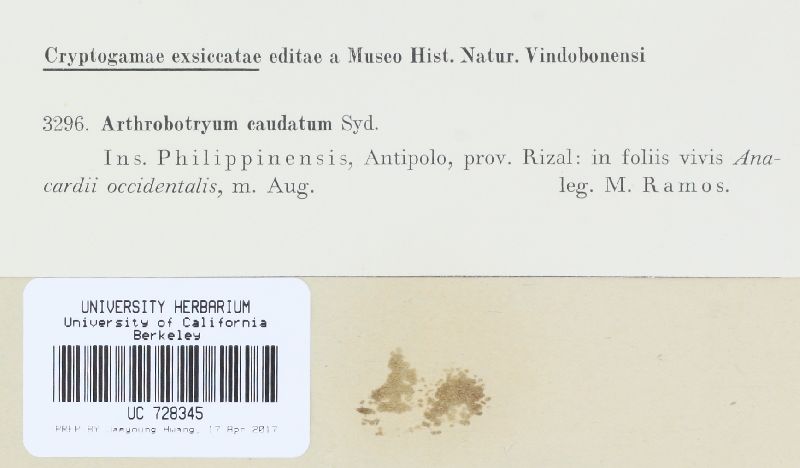 Cryptogamae exsiccatae editae a Museo Hist. Natur. Vindobonensi
3296. Arthrobotryum caudatum Syd.
Ins. Philippinensis, Antipolo, prov. Rizal: in foliis vivis Ana-
cardii occidentalis, m. Aug. leg. M. Ramos.
UNIVERSITY HERBARIUM
University of California
Berkeley
UC 728345
PREP BY Jaeyoung Hwang, 17 Apr 2017